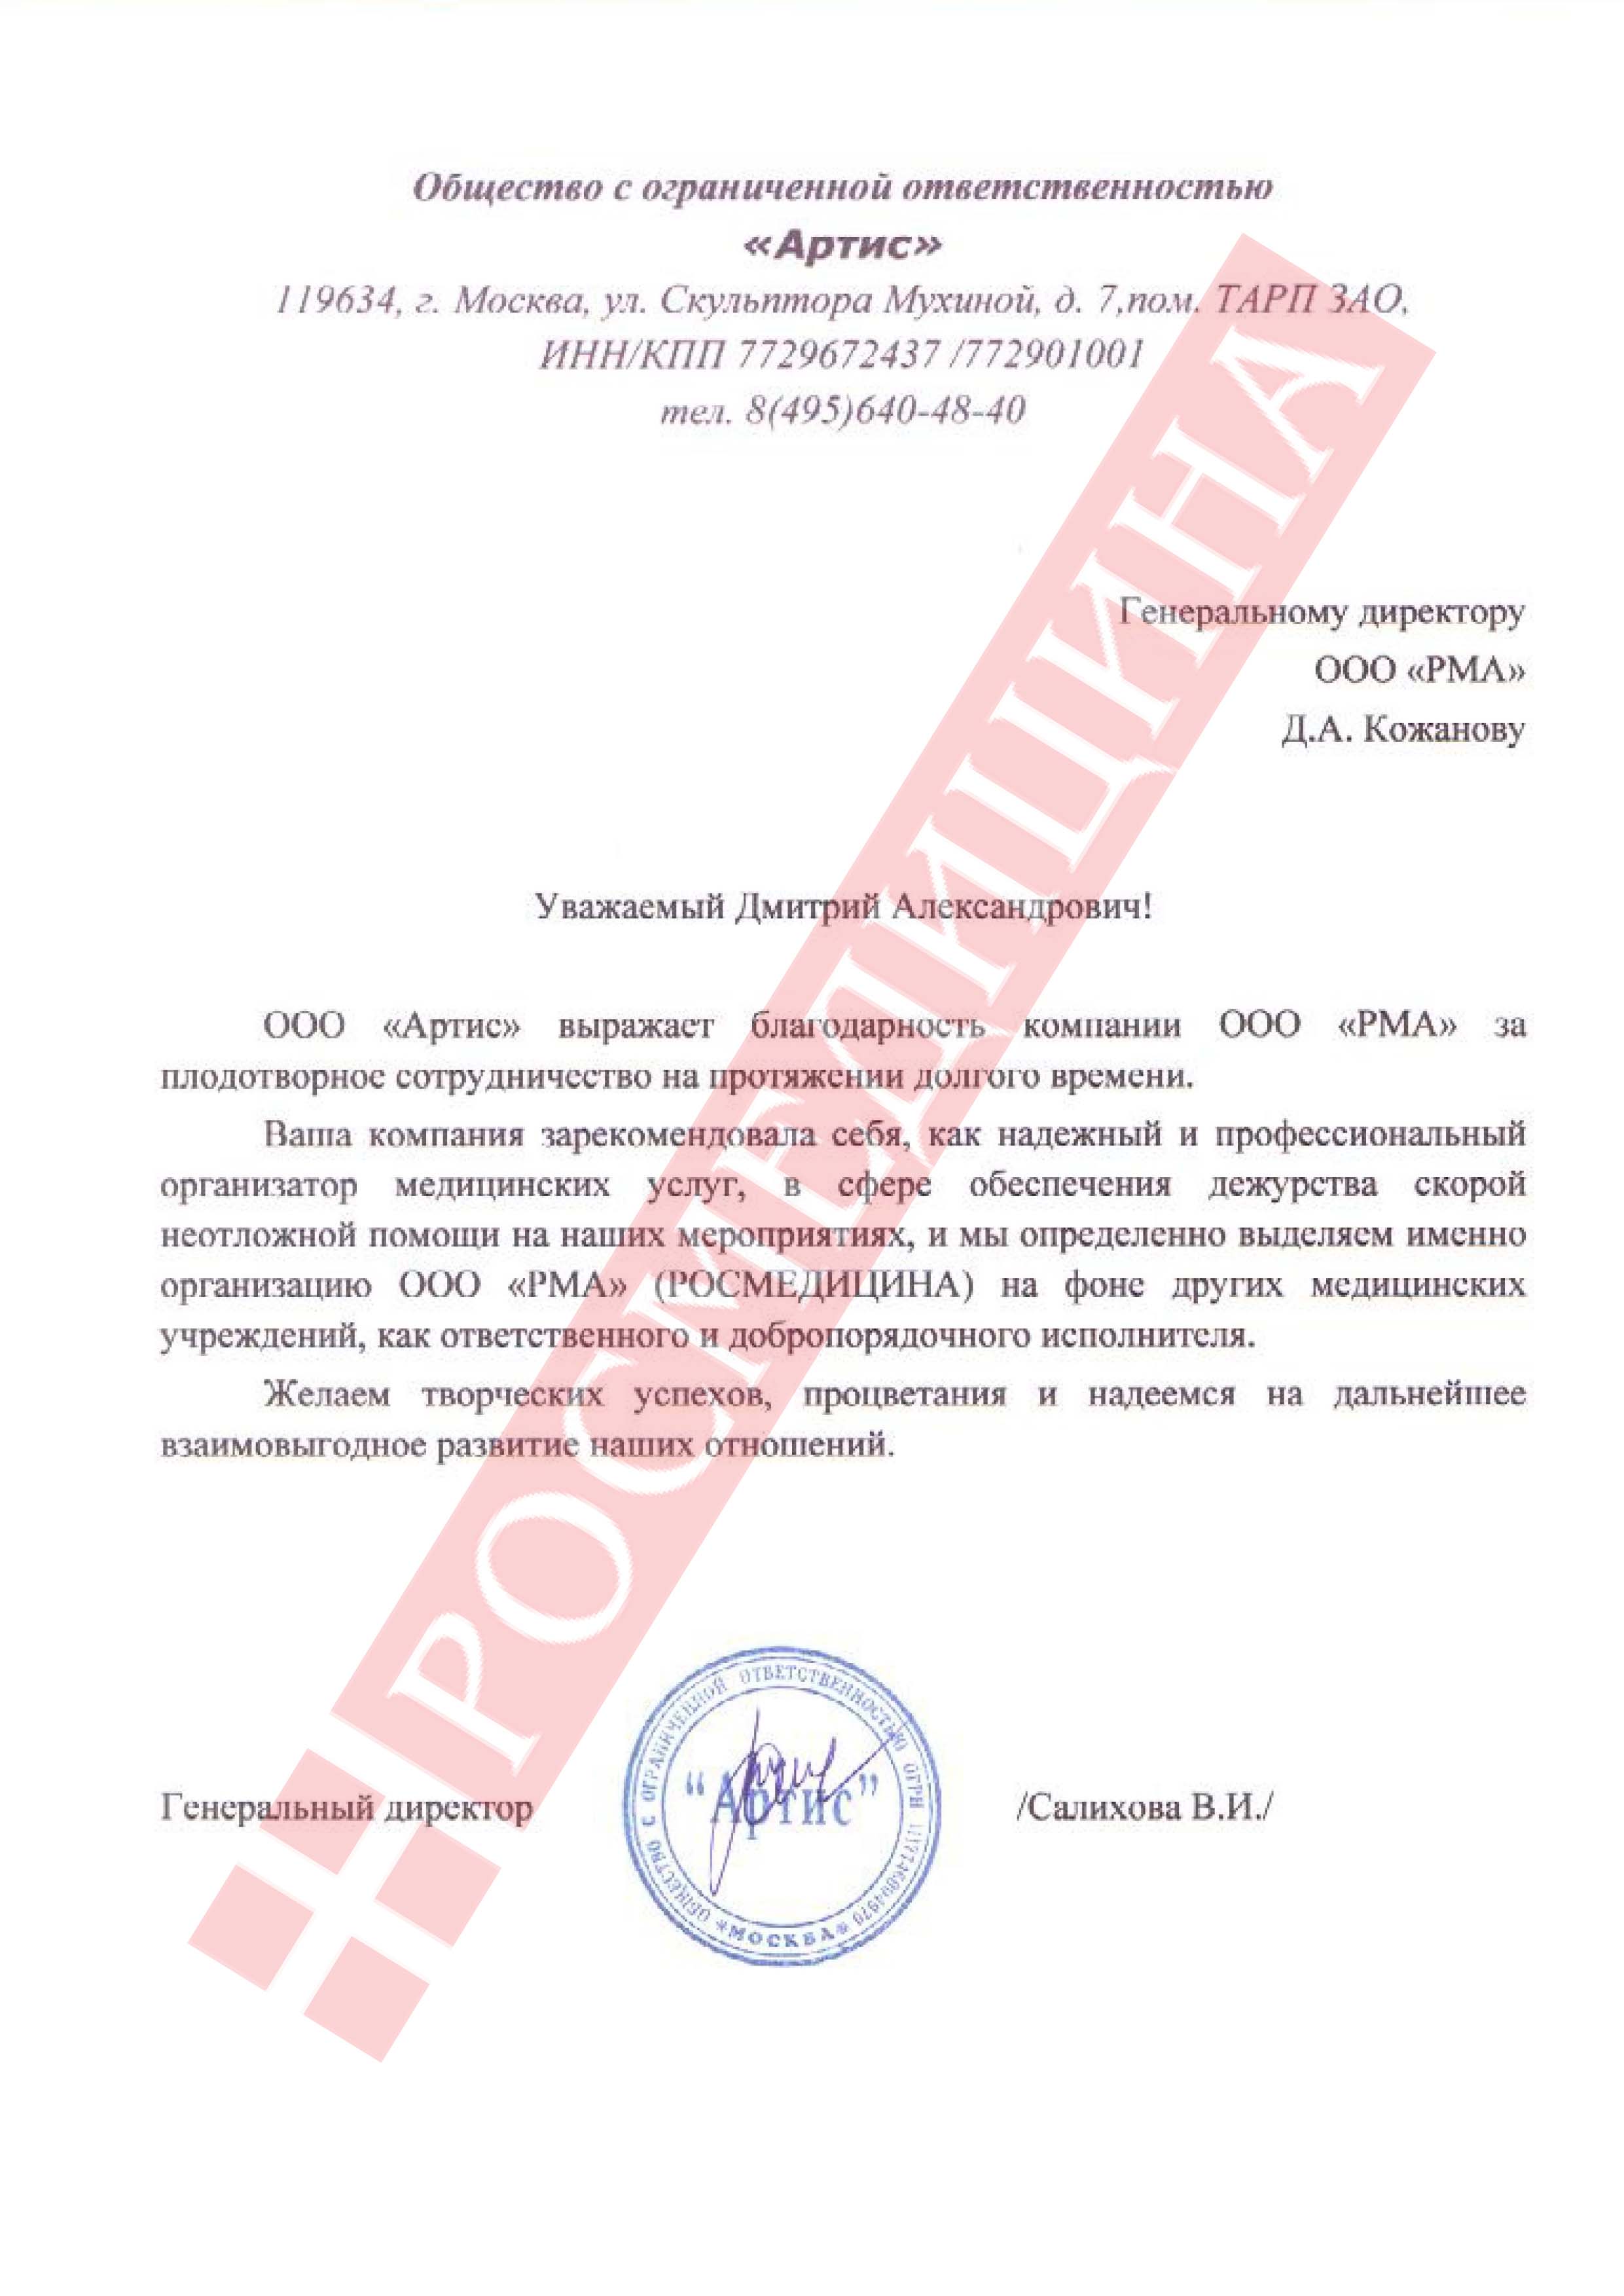 Общество с ограниченной ответственностью
«Артис»
119634, г. Москва, ул. Скульптора Мухиной, д. 7,пом. ТАРП ЗАО,
ИНН/КПП 7729672437 /772901001
тел. 8(495)640-48-40
Генеральному директору
ООО «РМА»
Д.А. Кожанову
Уважаемый Дмитрий Александрович!
ООО «Артис» выражает благодарность компании ООО «РМА» за
плодотворное сотрудничество на протяжении долгого времени.
Ваша компания зарекомендовала себя, как надежный и профессиональный
организатор медицинских услуг, в сфере обеспечения дежурства скорой
неотложной помощи на наших мероприятиях, и мы определенно выделяем именно
организацию ООО «РМА» (РОСМЕДИЦИНА) на фоне других медицинских
учреждений, как ответственного и добропорядочного исполнителя.
Желаем творческих успехов, процветания и надеемся на дальнейшее
взаимовыгодное развитие наших отношений.
Генеральный директор
/Салихова В.И./
ОБЩЕСТВО С ОГРАНИЧЕННОЙ ОТВЕТСТВЕННОСТЬЮ ОГРН
"Артис"
* МОСКВА *
РОСМЕДИЦИНА